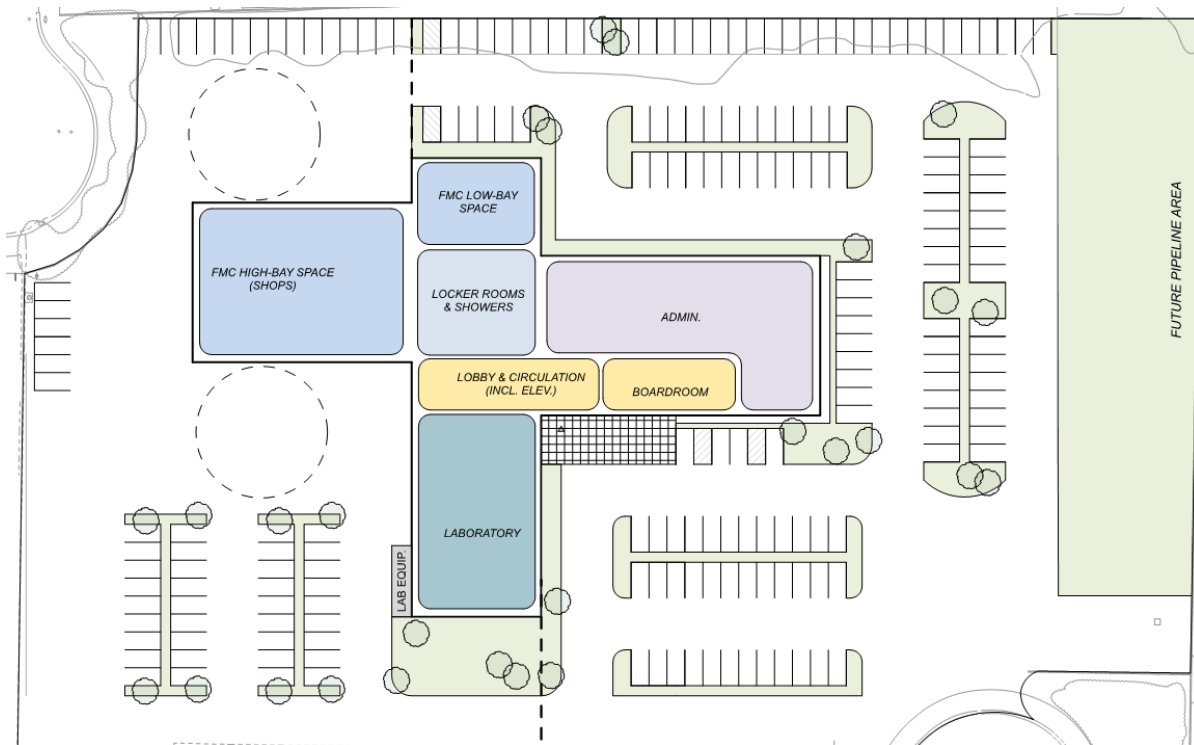 FMC LOW-BAY
SPACE
FMC HIGH-BAY SPACE
(SHOPS)
LOCKER ROOMS
& SHOWERS
ADMIN.
FUTURE PIPELINE AREA
LOBBY & CIRCULATION
(INCL. ELEV.)
BOARDROOM
LABORATORY
LAB EQUIP.